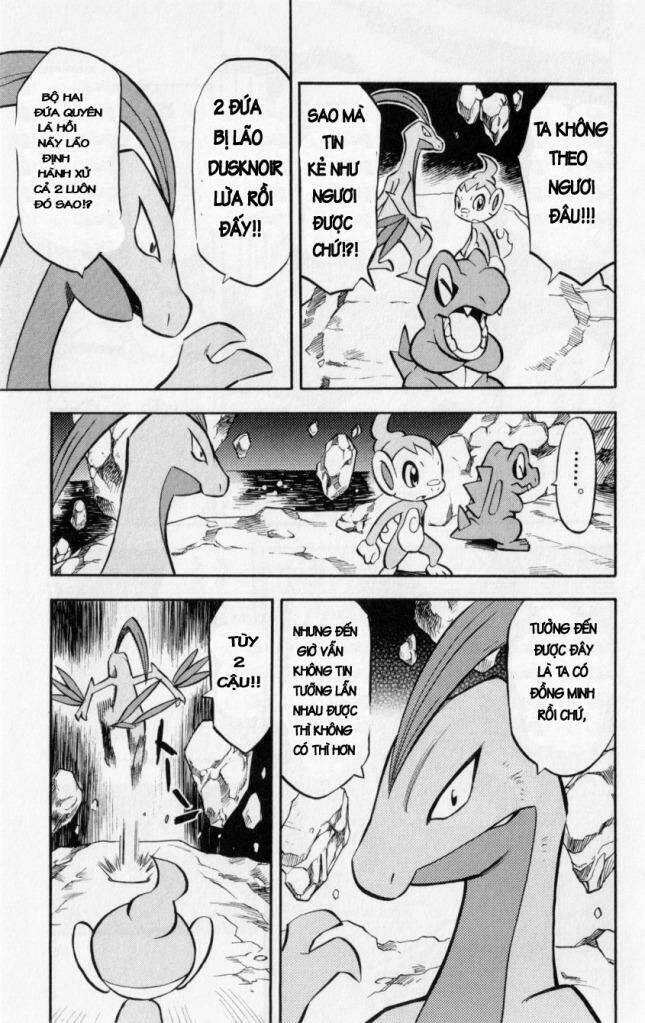 TA KHÔNG
THEO
NGƯƠI
ĐÂU!!!
SAO MÀ
TIN
KẺ NHƯ
NGƯƠI
ĐƯỢC
CHỨ!?!
2 ĐỨA
BỊ LÃO
DUSKNOIR
LỪA RỒI
ĐẤY!!
BỘ HAI
ĐỨA QUYÊN
LÀ HỒI
NÃY LÃO
ĐỊNH
HÀNH XỬ
CẢ 2 LUÔN
ĐÓ SAO!?
.......
TƯỞNG ĐẾN
ĐƯỢC ĐÂY
LÀ TA CÓ
ĐỒNG MINH
RỒI CHỨ,
NHƯNG ĐẾN
GIỜ VẪN
KHÔNG TIN
TƯỞNG LẪN
NHAU ĐƯỢC
THÌ KHÔNG
CÓ THÌ HƠN
TÙY
2
CẬU!!